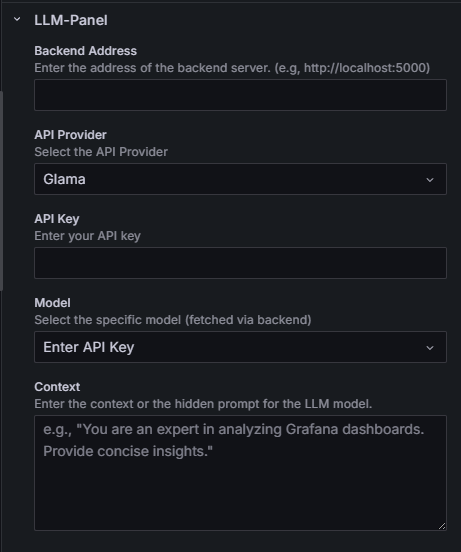 LLM-Panel
Backend Address
Enter the address of the backend server. (e.g, http://localhost:5000)
API Provider
Select the API Provider
Glama
API Key
Enter your API key
Model
Select the specific model (fetched via backend)
Enter API Key
Context
Enter the context or the hidden prompt for the LLM model.
e.g., "You are an expert in analyzing Grafana dashboards.
Provide concise insights."